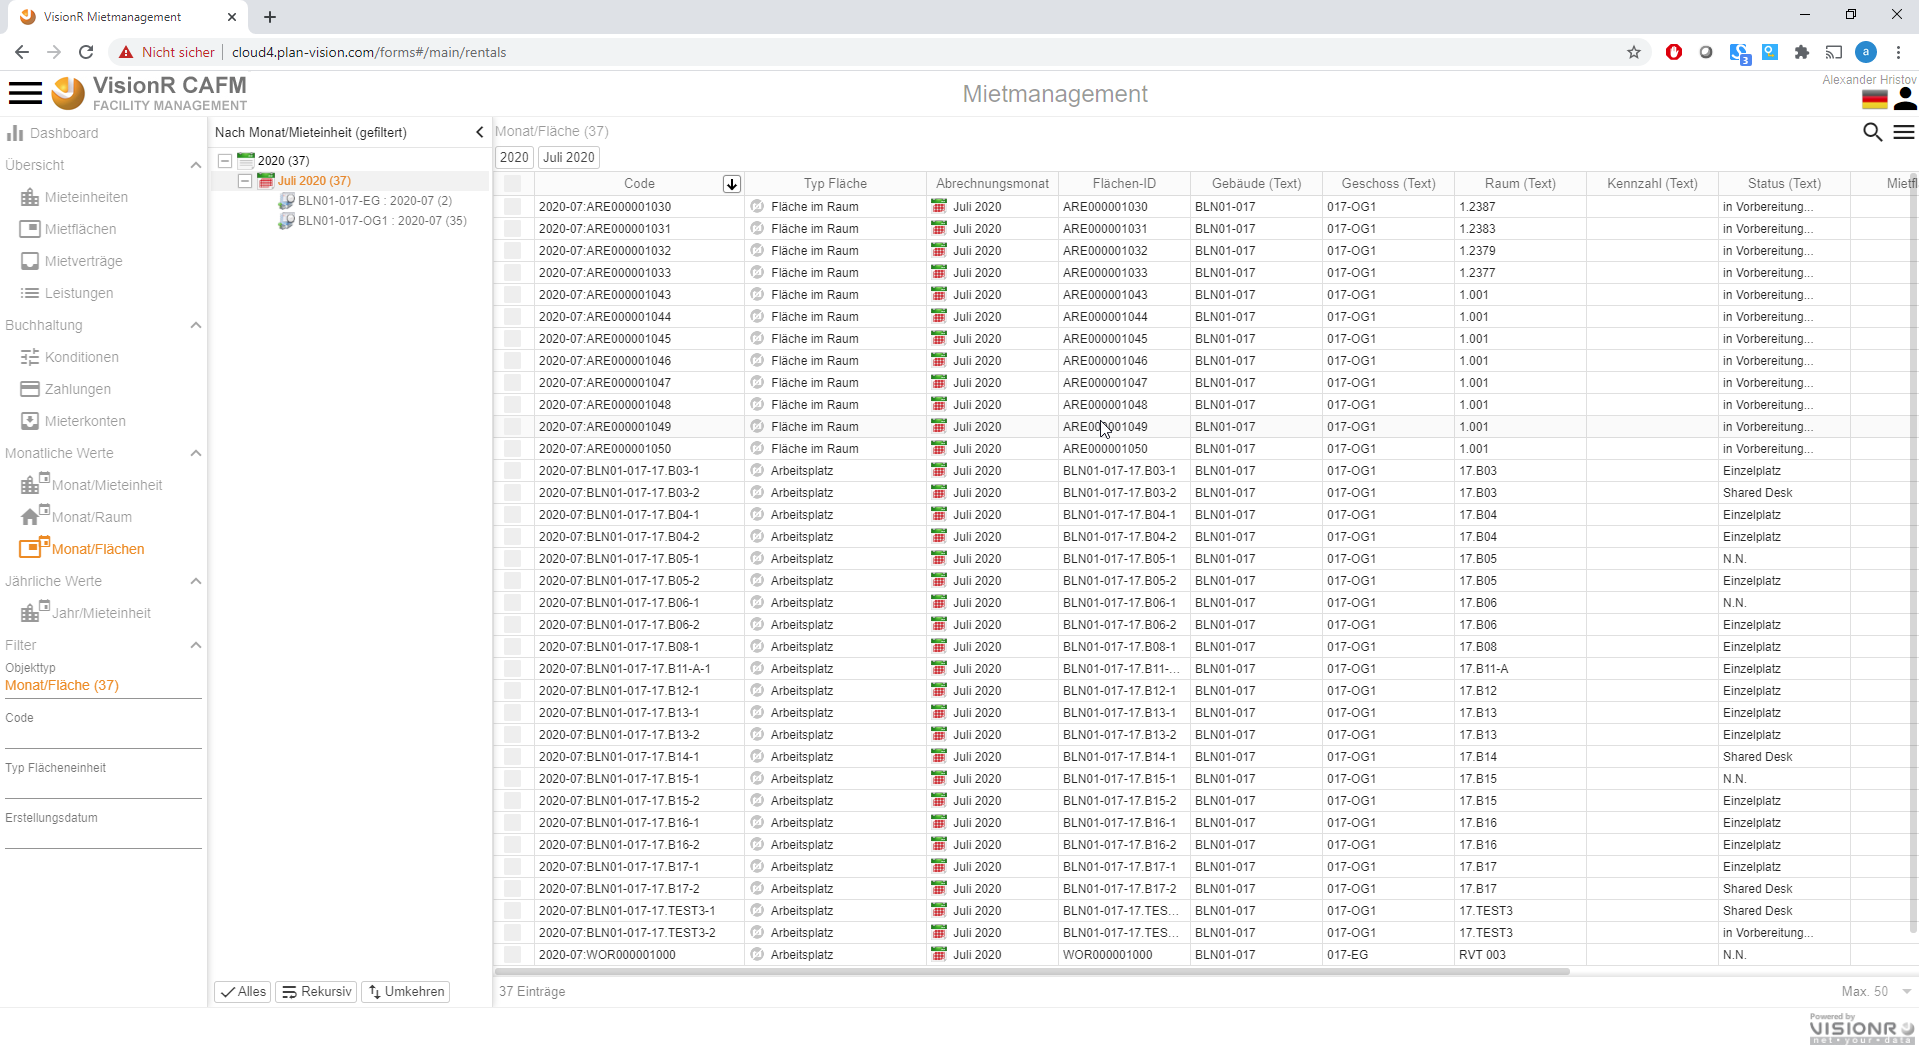 VisionR Mietmanagement
Nicht sicher cloud4.plan-vision.com/forms#/main/rentals
3
a
VisionR CAFM
FACILITY MANAGEMENT
Mietmanagement
Alexander Hristov
Dashboard
Übersicht
Mieteinheiten
Mietflächen
Mietverträge
Leistungen
Buchhaltung
Konditionen
Zahlungen
Mieterkonten
Monatliche Werte
Monat/Mieteinheit
Monat/Raum
Monat/Flächen
Jährliche Werte
Jahr/Mieteinheit
Filter
Objekttyp
Monat/Fläche (37)
Code
Typ Flächeneinheit
Erstellungsdatum
Nach Monat/Mieteinheit (gefiltert)
2020 (37)
Juli 2020 (37)
BLN01-017-EG : 2020-07 (2)
BLN01-017-OG1 : 2020-07 (35)
Alles Rekursiv Umkehren
Monat/Fläche (37)
2020 Juli 2020
Code Typ Fläche Abrechnungsmonat Flächen-ID Gebäude (Text) Geschoss (Text) Raum (Text) Kennzahl (Text) Status (Text) Mietfl
2020-07:ARE000001030 Fläche im Raum Juli 2020 ARE000001030 BLN01-017 017-OG1 1.2387 in Vorbereitung...
2020-07:ARE000001031 Fläche im Raum Juli 2020 ARE000001031 BLN01-017 017-OG1 1.2383 in Vorbereitung...
2020-07:ARE000001032 Fläche im Raum Juli 2020 ARE000001032 BLN01-017 017-OG1 1.2379 in Vorbereitung...
2020-07:ARE000001033 Fläche im Raum Juli 2020 ARE000001033 BLN01-017 017-OG1 1.2377 in Vorbereitung...
2020-07:ARE000001043 Fläche im Raum Juli 2020 ARE000001043 BLN01-017 017-OG1 1.001 in Vorbereitung...
2020-07:ARE000001044 Fläche im Raum Juli 2020 ARE000001044 BLN01-017 017-OG1 1.001 in Vorbereitung...
2020-07:ARE000001045 Fläche im Raum Juli 2020 ARE000001045 BLN01-017 017-OG1 1.001 in Vorbereitung...
2020-07:ARE000001046 Fläche im Raum Juli 2020 ARE000001046 BLN01-017 017-OG1 1.001 in Vorbereitung...
2020-07:ARE000001047 Fläche im Raum Juli 2020 ARE000001047 BLN01-017 017-OG1 1.001 in Vorbereitung...
2020-07:ARE000001048 Fläche im Raum Juli 2020 ARE000001048 BLN01-017 017-OG1 1.001 in Vorbereitung...
2020-07:ARE000001049 Fläche im Raum Juli 2020 ARE000001049 BLN01-017 017-OG1 1.001 in Vorbereitung...
2020-07:ARE000001050 Fläche im Raum Juli 2020 ARE000001050 BLN01-017 017-OG1 1.001 in Vorbereitung...
2020-07:BLN01-017-17.B03-1 Arbeitsplatz Juli 2020 BLN01-017-17.B03-1 BLN01-017 017-OG1 17.B03 Einzelplatz
2020-07:BLN01-017-17.B03-2 Arbeitsplatz Juli 2020 BLN01-017-17.B03-2 BLN01-017 017-OG1 17.B03 Shared Desk
2020-07:BLN01-017-17.B04-1 Arbeitsplatz Juli 2020 BLN01-017-17.B04-1 BLN01-017 017-OG1 17.B04 Einzelplatz
2020-07:BLN01-017-17.B04-2 Arbeitsplatz Juli 2020 BLN01-017-17.B04-2 BLN01-017 017-OG1 17.B04 Einzelplatz
2020-07:BLN01-017-17.B05-1 Arbeitsplatz Juli 2020 BLN01-017-17.B05-1 BLN01-017 017-OG1 17.B05 N.N.
2020-07:BLN01-017-17.B05-2 Arbeitsplatz Juli 2020 BLN01-017-17.B05-2 BLN01-017 017-OG1 17.B05 Einzelplatz
2020-07:BLN01-017-17.B06-1 Arbeitsplatz Juli 2020 BLN01-017-17.B06-1 BLN01-017 017-OG1 17.B06 N.N.
2020-07:BLN01-017-17.B06-2 Arbeitsplatz Juli 2020 BLN01-017-17.B06-2 BLN01-017 017-OG1 17.B06 Einzelplatz
2020-07:BLN01-017-17.B08-1 Arbeitsplatz Juli 2020 BLN01-017-17.B08-1 BLN01-017 017-OG1 17.B08 Einzelplatz
2020-07:BLN01-017-17.B11-A-1 Arbeitsplatz Juli 2020 BLN01-017-17.B11-... BLN01-017 017-OG1 17.B11-A Einzelplatz
2020-07:BLN01-017-17.B12-1 Arbeitsplatz Juli 2020 BLN01-017-17.B12-1 BLN01-017 017-OG1 17.B12 Einzelplatz
2020-07:BLN01-017-17.B13-1 Arbeitsplatz Juli 2020 BLN01-017-17.B13-1 BLN01-017 017-OG1 17.B13 Einzelplatz
2020-07:BLN01-017-17.B13-2 Arbeitsplatz Juli 2020 BLN01-017-17.B13-2 BLN01-017 017-OG1 17.B13 Einzelplatz
2020-07:BLN01-017-17.B14-1 Arbeitsplatz Juli 2020 BLN01-017-17.B14-1 BLN01-017 017-OG1 17.B14 Shared Desk
2020-07:BLN01-017-17.B15-1 Arbeitsplatz Juli 2020 BLN01-017-17.B15-1 BLN01-017 017-OG1 17.B15 N.N.
2020-07:BLN01-017-17.B15-2 Arbeitsplatz Juli 2020 BLN01-017-17.B15-2 BLN01-017 017-OG1 17.B15 Einzelplatz
2020-07:BLN01-017-17.B16-1 Arbeitsplatz Juli 2020 BLN01-017-17.B16-1 BLN01-017 017-OG1 17.B16 Einzelplatz
2020-07:BLN01-017-17.B16-2 Arbeitsplatz Juli 2020 BLN01-017-17.B16-2 BLN01-017 017-OG1 17.B16 Einzelplatz
2020-07:BLN01-017-17.B17-1 Arbeitsplatz Juli 2020 BLN01-017-17.B17-1 BLN01-017 017-OG1 17.B17 Einzelplatz
2020-07:BLN01-017-17.B17-2 Arbeitsplatz Juli 2020 BLN01-017-17.B17-2 BLN01-017 017-OG1 17.B17 Shared Desk
2020-07:BLN01-017-17.TEST3-1 Arbeitsplatz Juli 2020 BLN01-017-17.TES... BLN01-017 017-OG1 17.TEST3 Shared Desk
2020-07:BLN01-017-17.TEST3-2 Arbeitsplatz Juli 2020 BLN01-017-17.TES... BLN01-017 017-OG1 17.TEST3 in Vorbereitung...
2020-07:WOR000001000 Arbeitsplatz Juli 2020 WOR000001000 BLN01-017 017-EG RVT 003 N.N.
37 Einträge Max. 50
Powered by
VISIONR
net • your • data